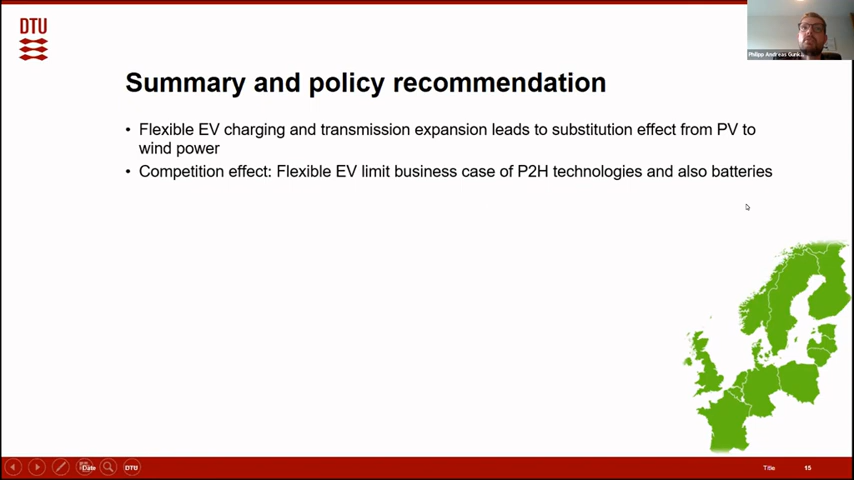 DTU
Philipp Andreas Gunk
Summary and policy recommendation
• Flexible EV charging and transmission expansion leads to substitution effect from PV to
wind power
• Competition effect: Flexible EV limit business case of P2H technologies and also batteries
Date
DTU
Title
15